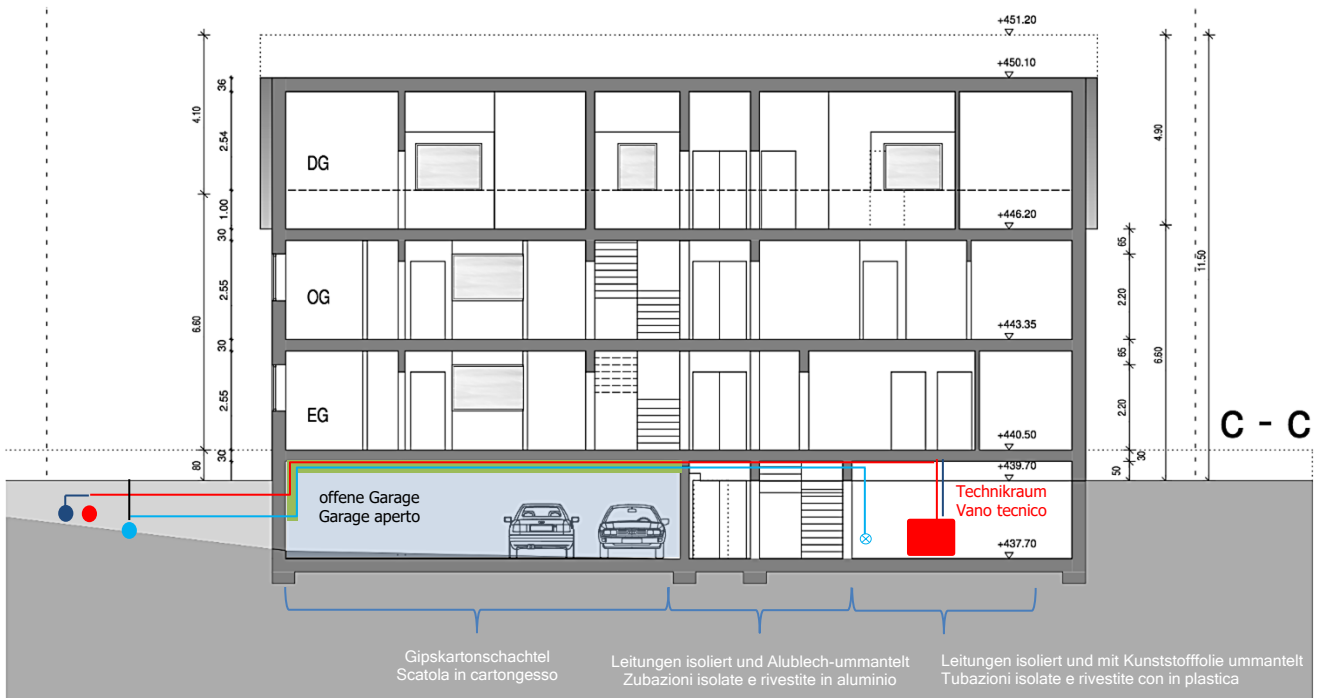 +451.20
+450.10
36
4.10
2.54
4.90
DG
1.00
+446.20
30
65
11.50
2.55
2.20
OG
6.60
+443.35
6.60
30
65
2.55
2.20
EG
C - C
+440.50
30
30
80
50
+439.70
offene Garage
Garage aperto
Technikraum
Vano tecnico
+437.70
Gipskartonschachtel
Scatola in cartongesso
Leitungen isoliert und Alublech-ummantelt
Zubazioni isolate e rivestite in aluminio
Leitungen isoliert und mit Kunststofffolie ummantelt
Tubazioni isolate e rivestite con in plastica